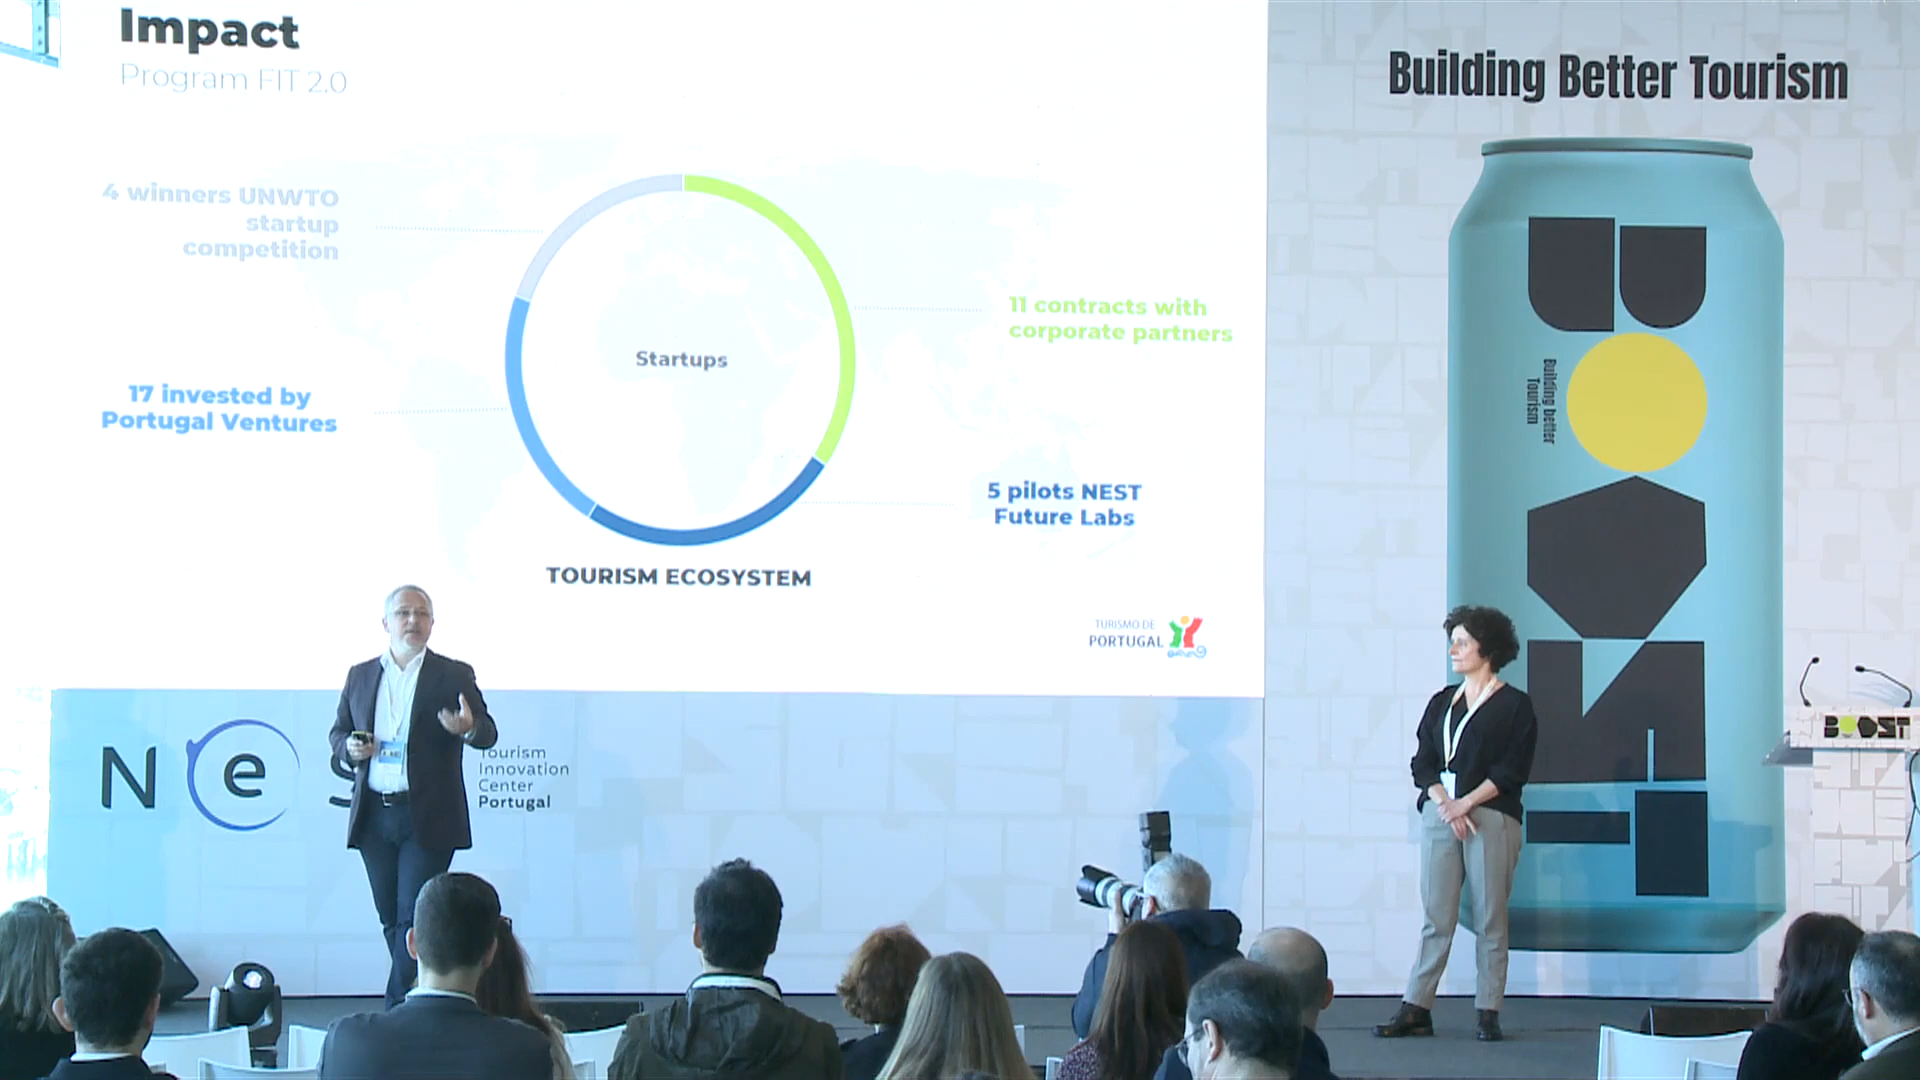 Impact
Program FIT 2.0
4 winners UNWTO
startup
competition
17 invested by
Portugal Ventures
Startups
11 contracts with
corporate partners
5 pilots NEST
Future Labs
TOURISM ECOSYSTEM
TURISMO DE
PORTUGAL
Building Better Tourism
BOOST
Building better
Tourism
BOOST
Ne
Tourism
Innovation
Center
Portugal